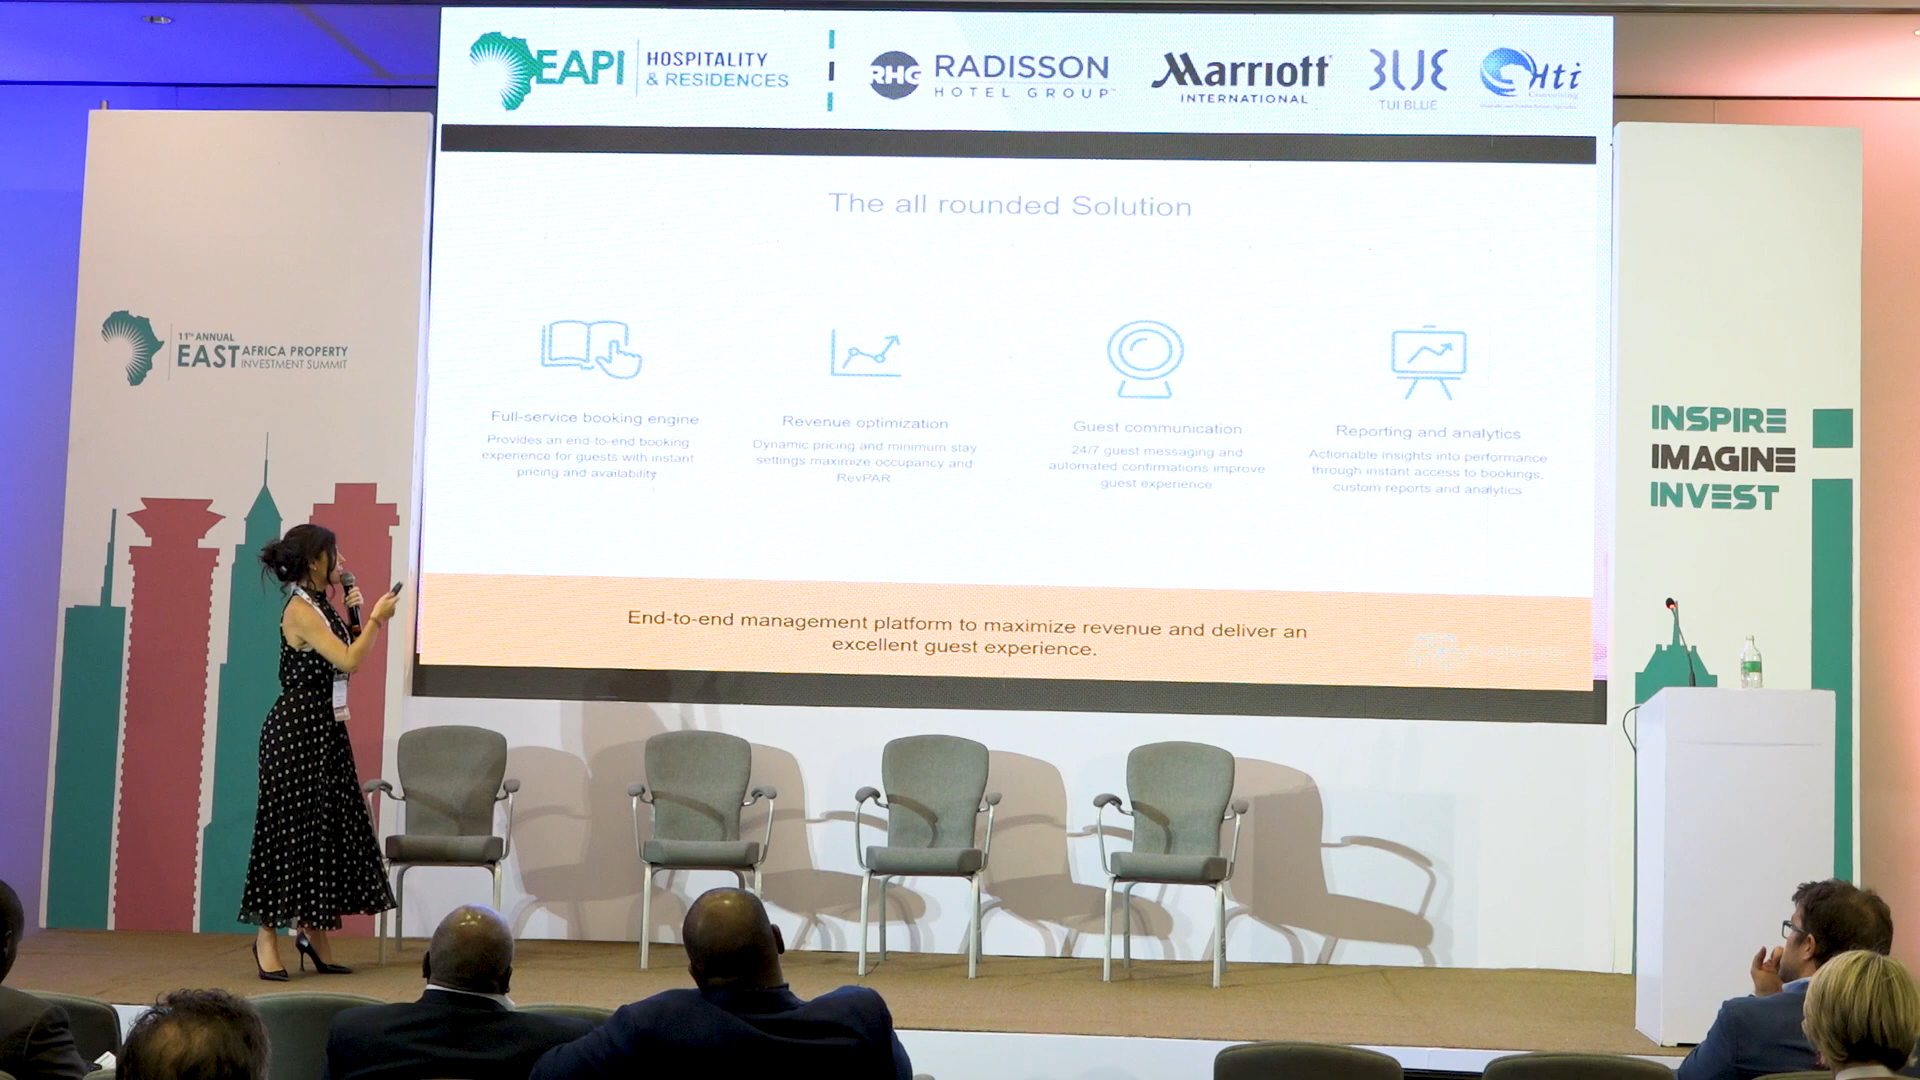 EAPI
HOSPITALITY
& RESIDENCES
RHG
RADISSON
HOTEL GROUP
Marriott
INTERNATIONAL
BLUE
TUI BLUE
Hti
Consulting
The all rounded Solution
Full-service booking engine
Provides an end-to-end booking
experience for guests with instant
pricing and availability
Revenue optimization
Dynamic pricing and minimum stay
settings maximize occupancy and
RevPAR
Guest communication
24/7 guest messaging and
automated confirmations improve
guest experience
Reporting and analytics
Actionable insights into performance
through instant access to bookings,
custom reports and analytics
End-to-end management platform to maximize revenue and deliver an
excellent guest experience.
11TH ANNUAL
EAST AFRICA PROPERTY
INVESTMENT SUMMIT
INSPIRE
IMAGINE
INVEST